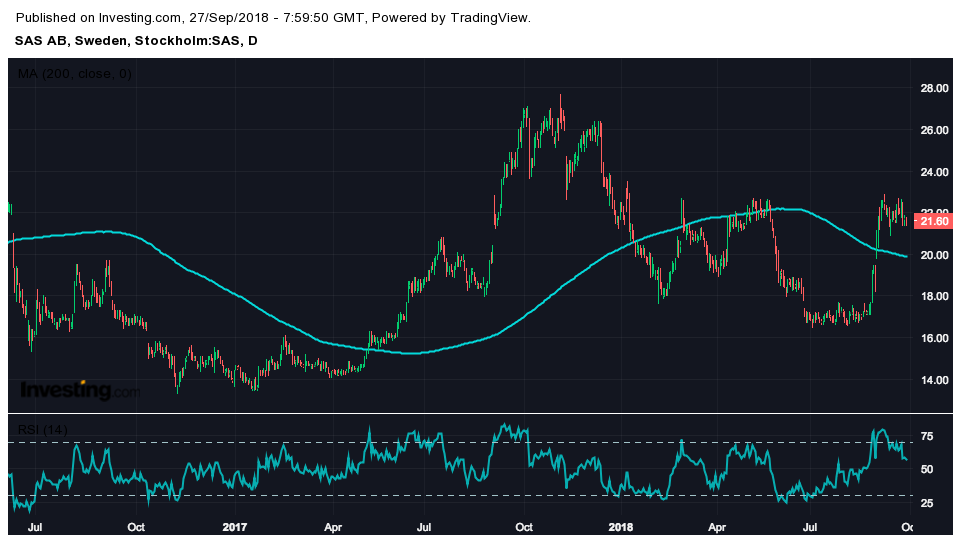 Published on Investing.com, 27/Sep/2018 - 7:59:50 GMT, Powered by TradingView.
SAS AB, Sweden, Stockholm:SAS, D
MA (200, close, 0)
28.00
26.00
24.00
22.00
21.60
20.00
18.00
16.00
14.00
Investing.com
RSI (14)
75
50
25
Jul Oct 2017 Apr Jul Oct 2018 Apr Jul Oc